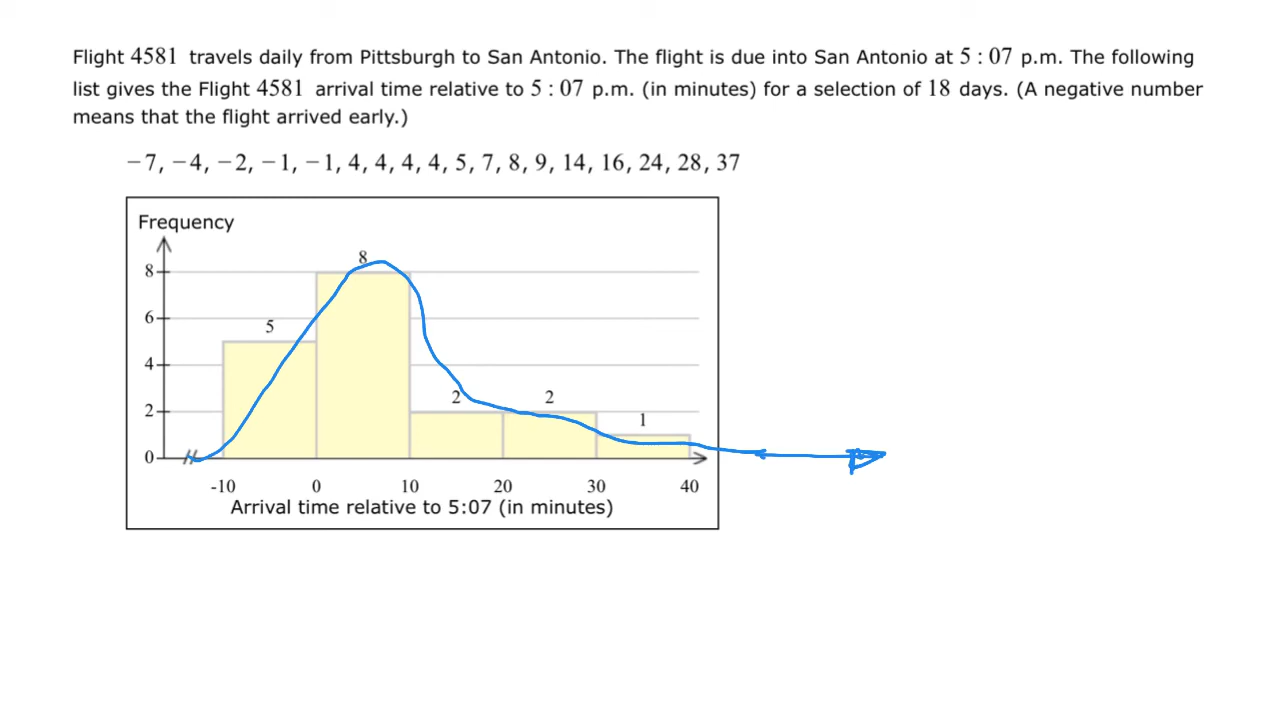 Flight 4581 travels daily from Pittsburgh to San Antonio. The flight is due into San Antonio at 5 : 07 p.m. The following
list gives the Flight 4581 arrival time relative to 5 : 07 p.m. (in minutes) for a selection of 18 days. (A negative number
means that the flight arrived early.)
−7, −4, −2, −1, −1, 4, 4, 4, 4, 5, 7, 8, 9, 14, 16, 24, 28, 37
Frequency
8
8
6
5
4
2
2
2
1
0
-10 0 10 20 30 40
Arrival time relative to 5:07 (in minutes)